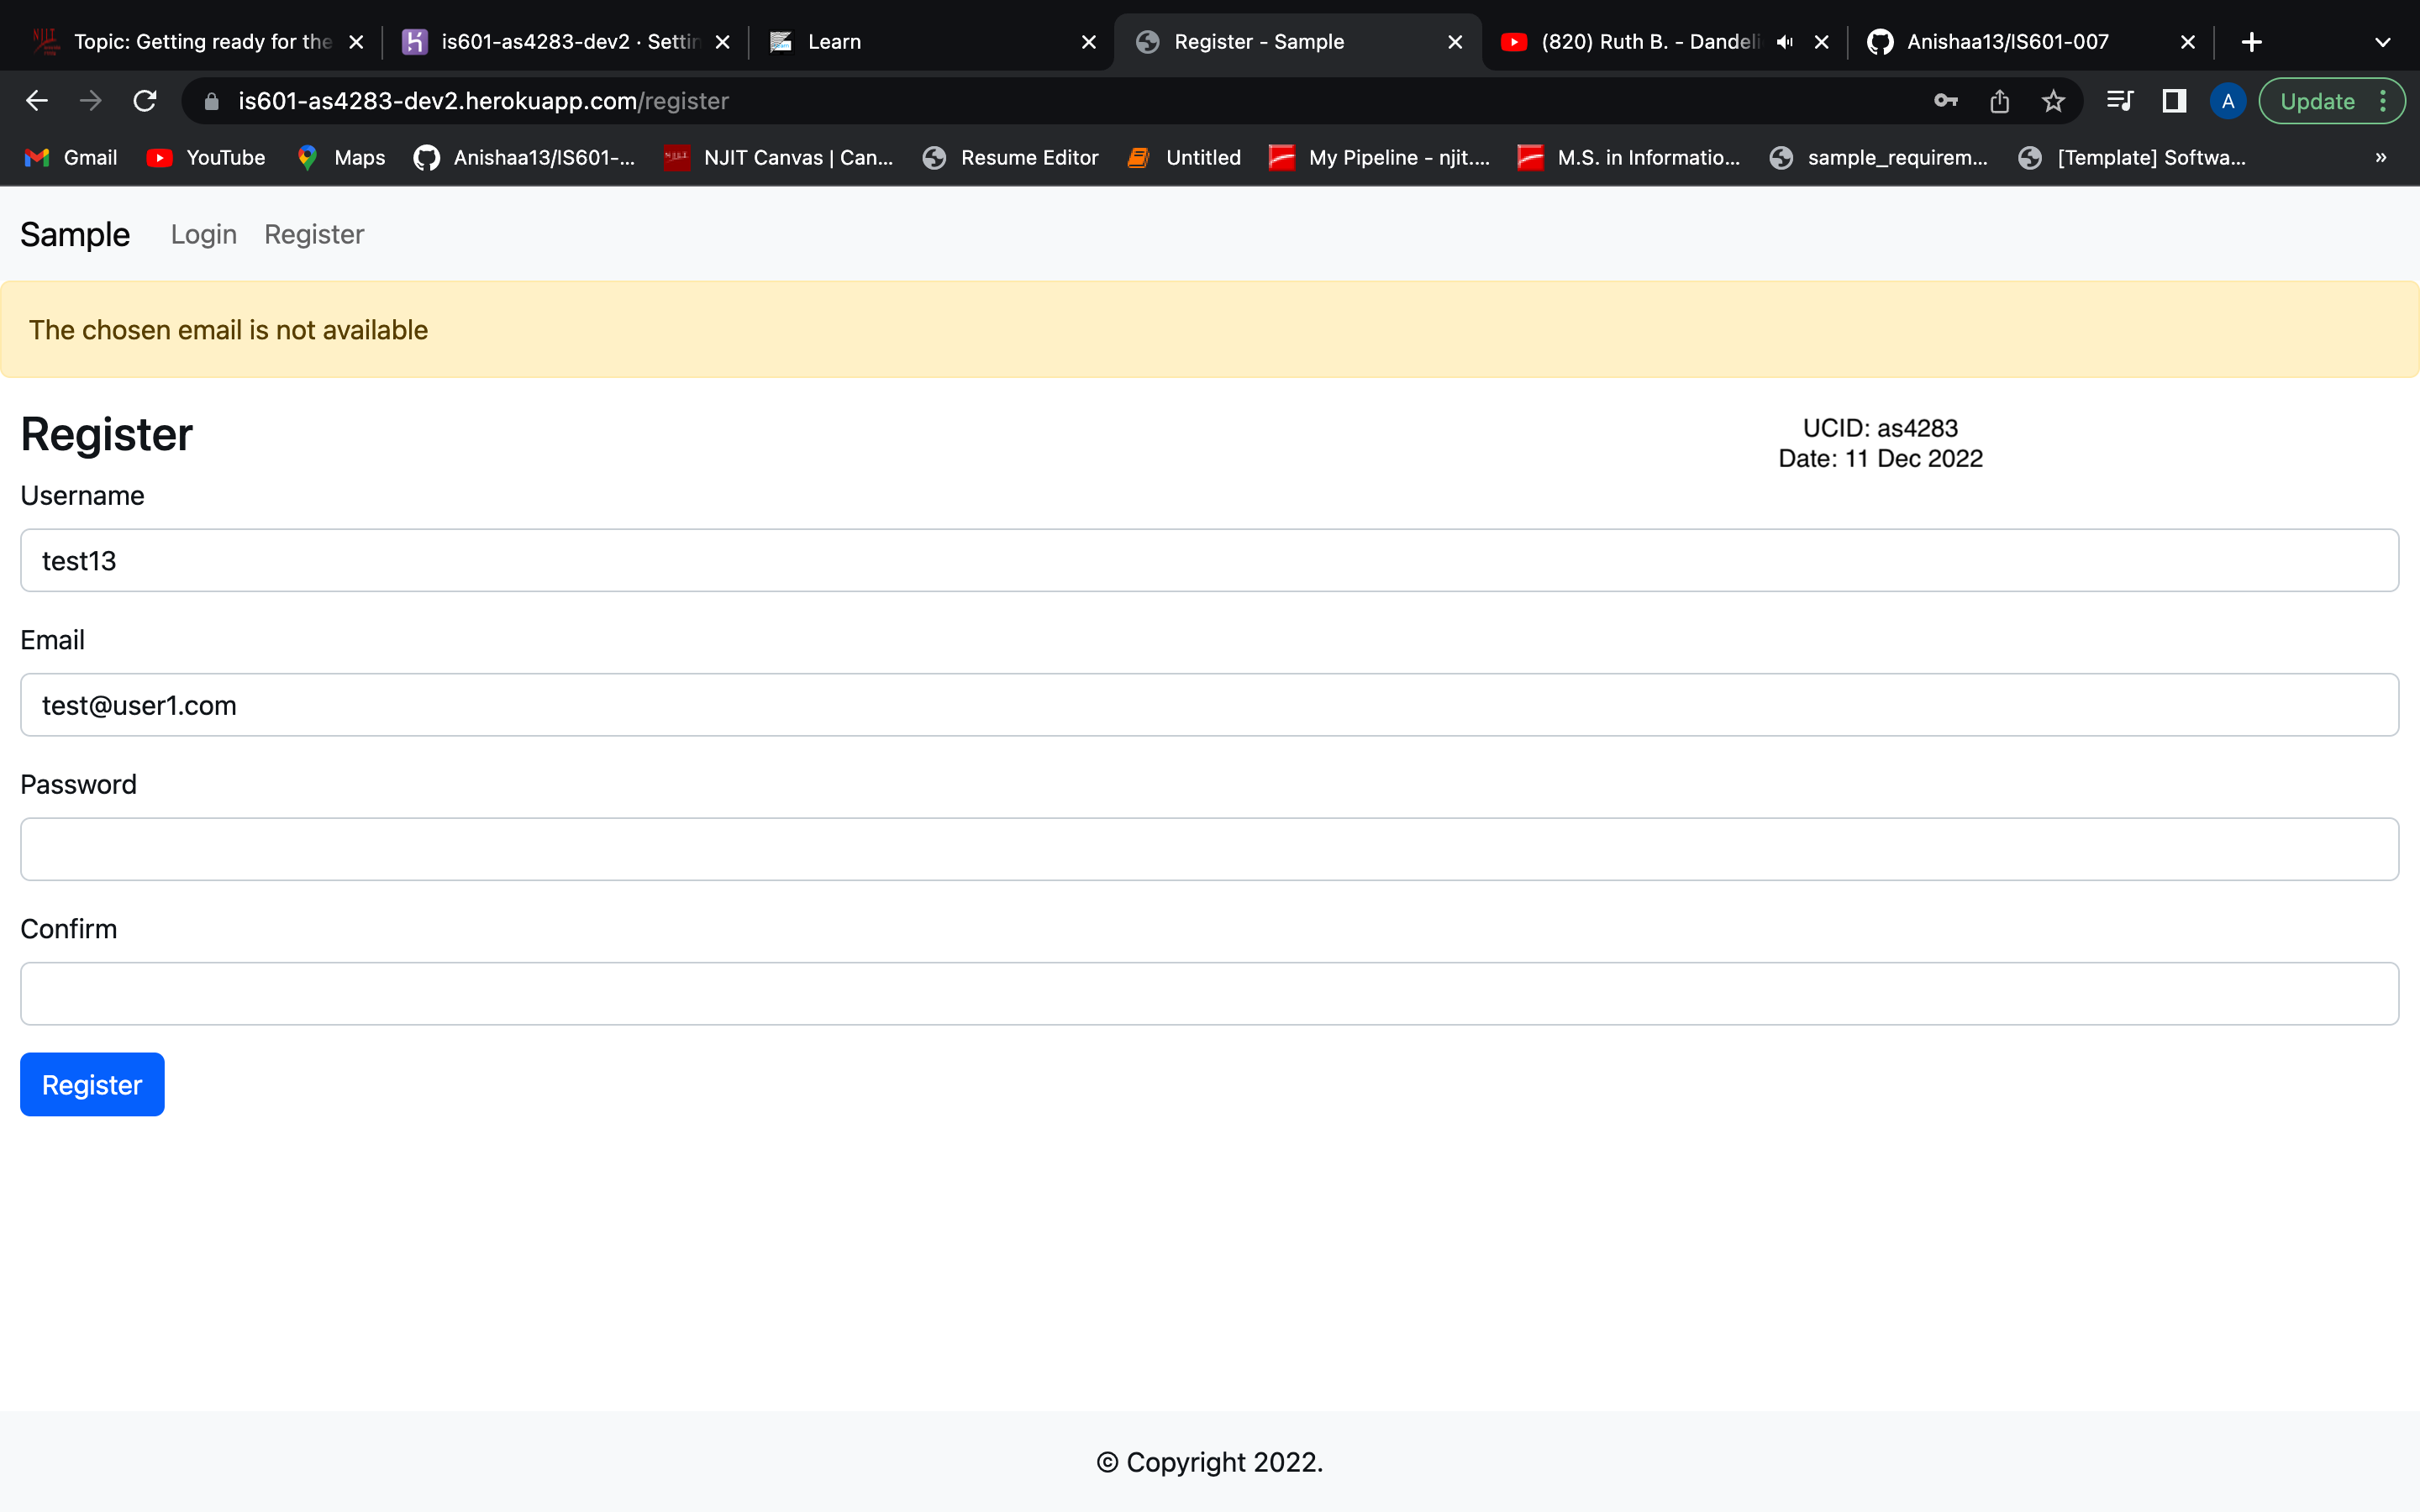 Topic: Getting ready for the
is601-as4283-dev2 · Settin
Learn
Register - Sample
(820) Ruth B. - Dandeli
Anishaa13/IS601-007
is601-as4283-dev2.herokuapp.com/register
A
Update
Gmail
YouTube
Maps
Anishaa13/IS601-...
NJIT Canvas | Can...
Resume Editor
Untitled
My Pipeline - njit....
M.S. in Informatio...
sample_requirem...
[Template] Softwa...
»
Sample
Login
Register
The chosen email is not available
Register
UCID: as4283
Date: 11 Dec 2022
Username
test13
Email
test@user1.com
Password
Confirm
Register
© Copyright 2022.